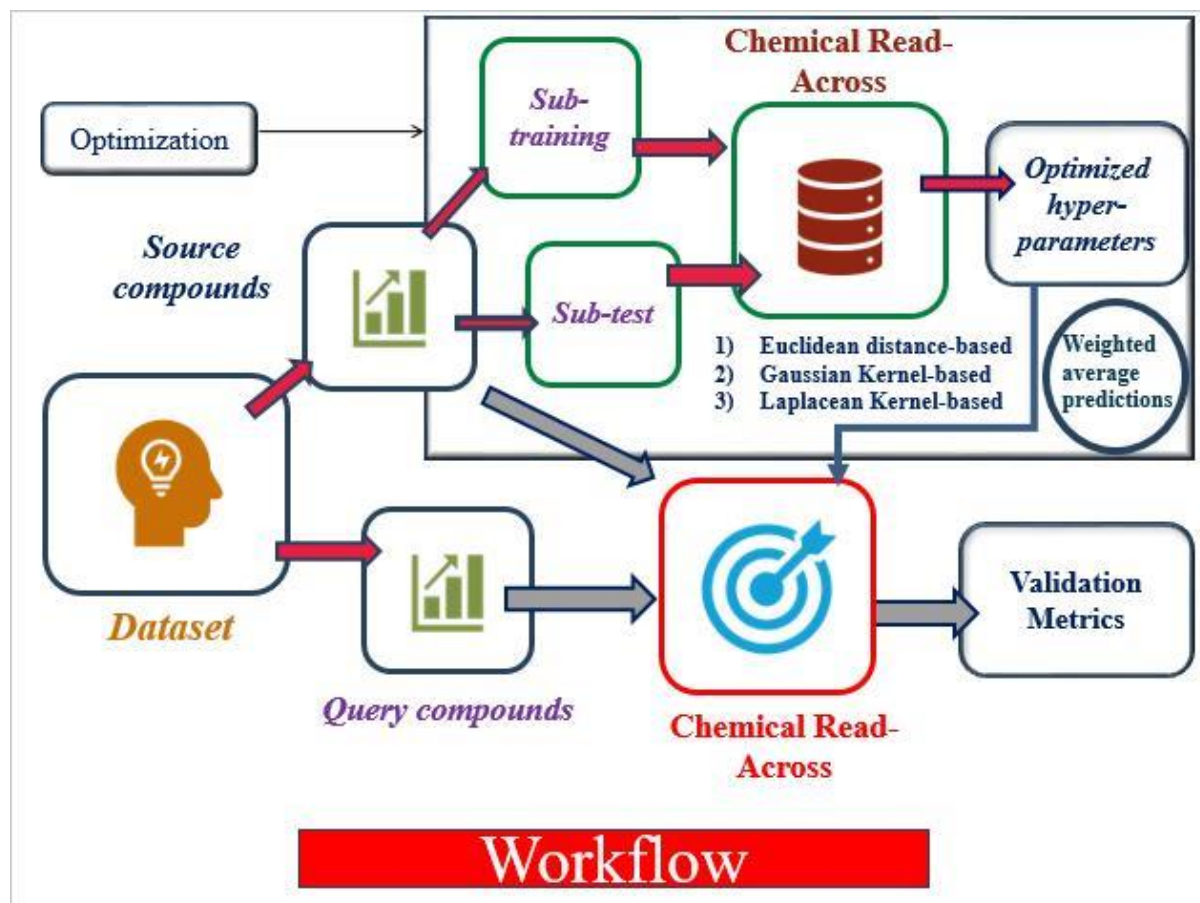 Chemical Read-
Across
Optimization
Sub-
training
Optimized
hyper-
parameters
Source
compounds
Sub-test
1) Euclidean distance-based
2) Gaussian Kernel-based
3) Laplacean Kernel-based
Weighted
average
predictions
Dataset
Validation
Metrics
Query compounds
Chemical Read-
Across
Workflow